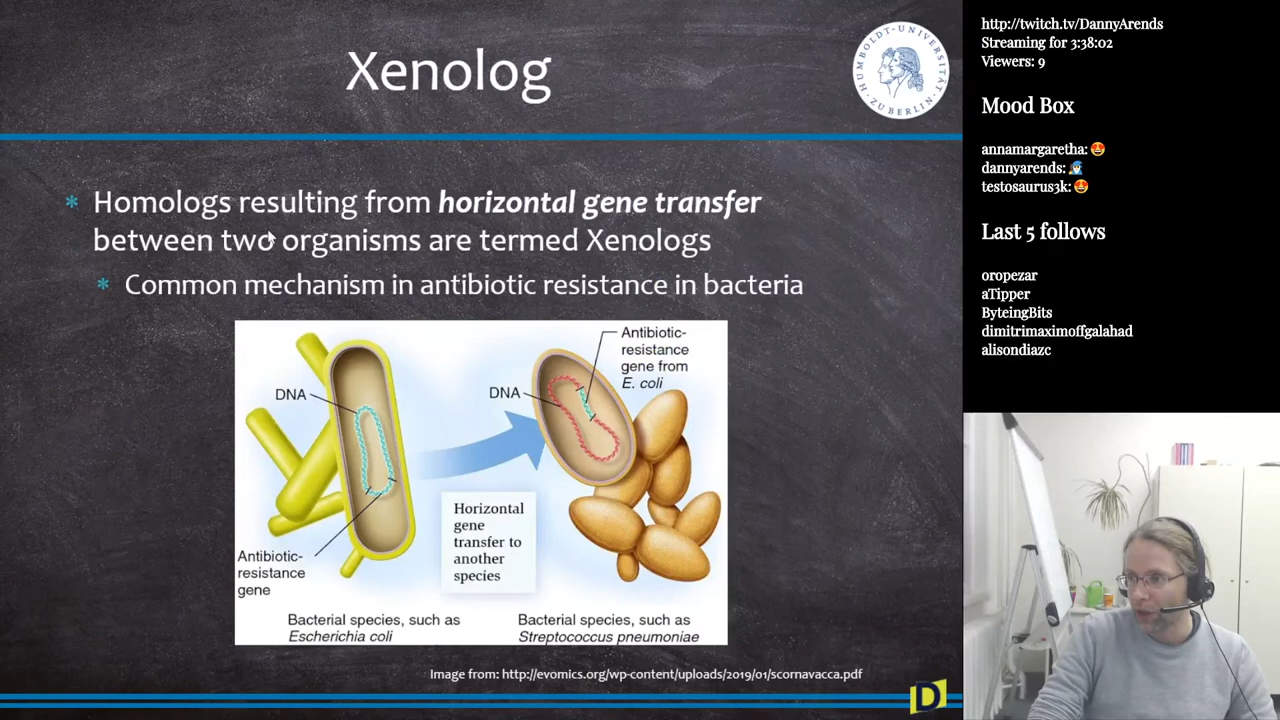 Xenolog
HUMBOLDT-UNIVERSITÄT
ZU BERLIN
Homologs resulting from horizontal gene transfer
between two organisms are termed Xenologs
Common mechanism in antibiotic resistance in bacteria
DNA
Antibiotic-
resistance
gene
Bacterial species, such as
Escherichia coli
Horizontal
gene
transfer to
another
species
DNA
Antibiotic-
resistance
gene from
E. coli
Bacterial species, such as
Streptococcus pneumoniae
Image from: http://evomics.org/wp-content/uploads/2019/01/scornavacca.pdf
D
http://twitch.tv/DannyArends
Streaming for 3:38:02
Viewers: 9
Mood Box
annamargaretha: 🤩
dannyarends: 🧙‍♂️
testosaurus3k: 🤩
Last 5 follows
oropezar
aTipper
ByteingBits
dimitrimaximoffgalahad
alisondiazc